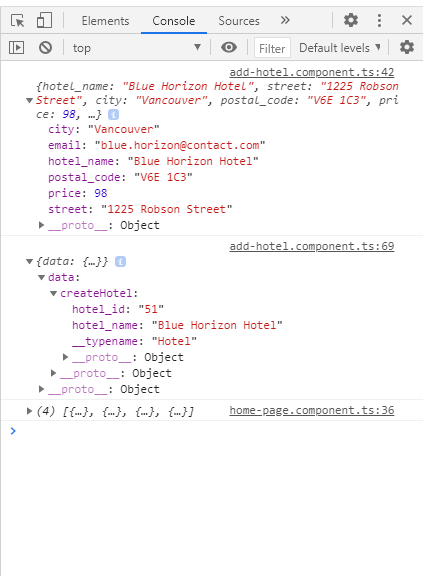 Elements Console Sources »
top Filter Default levels
add-hotel.component.ts:42
{hotel_name: "Blue Horizon Hotel", street: "1225 Robson
Street", city: "Vancouver", postal_code: "V6E 1C3", pri
ce: 98, …} i
city: "Vancouver"
email: "blue.horizon@contact.com"
hotel_name: "Blue Horizon Hotel"
postal_code: "V6E 1C3"
price: 98
street: "1225 Robson Street"
__proto__: Object
add-hotel.component.ts:69
{data: {…}} i
data:
createHotel:
hotel_id: "51"
hotel_name: "Blue Horizon Hotel"
__typename: "Hotel"
__proto__: Object
__proto__: Object
__proto__: Object
(4) [{…}, {…}, {…}, {…}] home-page.component.ts:36